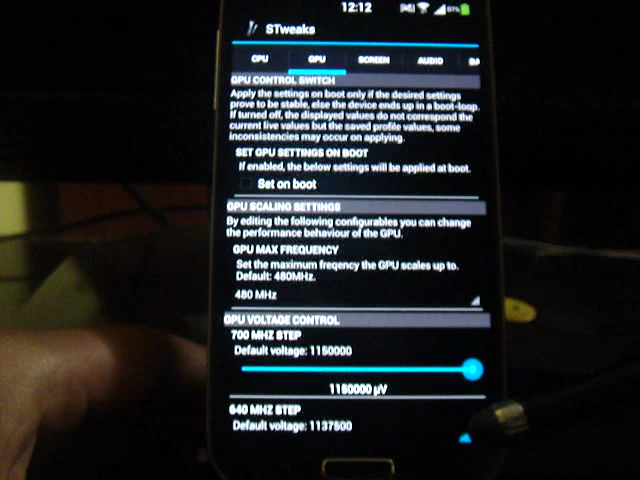 12:12 87%
STweaks
CPU GPU SCREEN AUDIO BA
GPU CONTROL SWITCH
Apply the settings on boot only if the desired settings
prove to be stable, else the device ends up in a boot-loop.
If turned off, the displayed values do not correspond the
current live values but the saved profile values, some
inconsistencies may occur on applying.
SET GPU SETTINGS ON BOOT
If enabled, the below settings will be applied at boot.
Set on boot
GPU SCALING SETTINGS
By editing the following configurables you can change
the performance behaviour of the GPU.
GPU MAX FREQUENCY
Set the maximum freqency the GPU scales up to.
Default: 480MHz.
480 MHz
GPU VOLTAGE CONTROL
700 MHZ STEP
Default voltage: 1150000
1150000 µV
640 MHZ STEP
Default voltage: 1137500